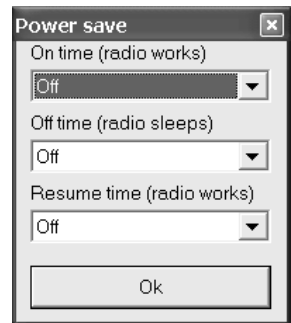 Power save
On time (radio works)
Off
Off time (radio sleeps)
Off
Resume time (radio works)
Off
Ok